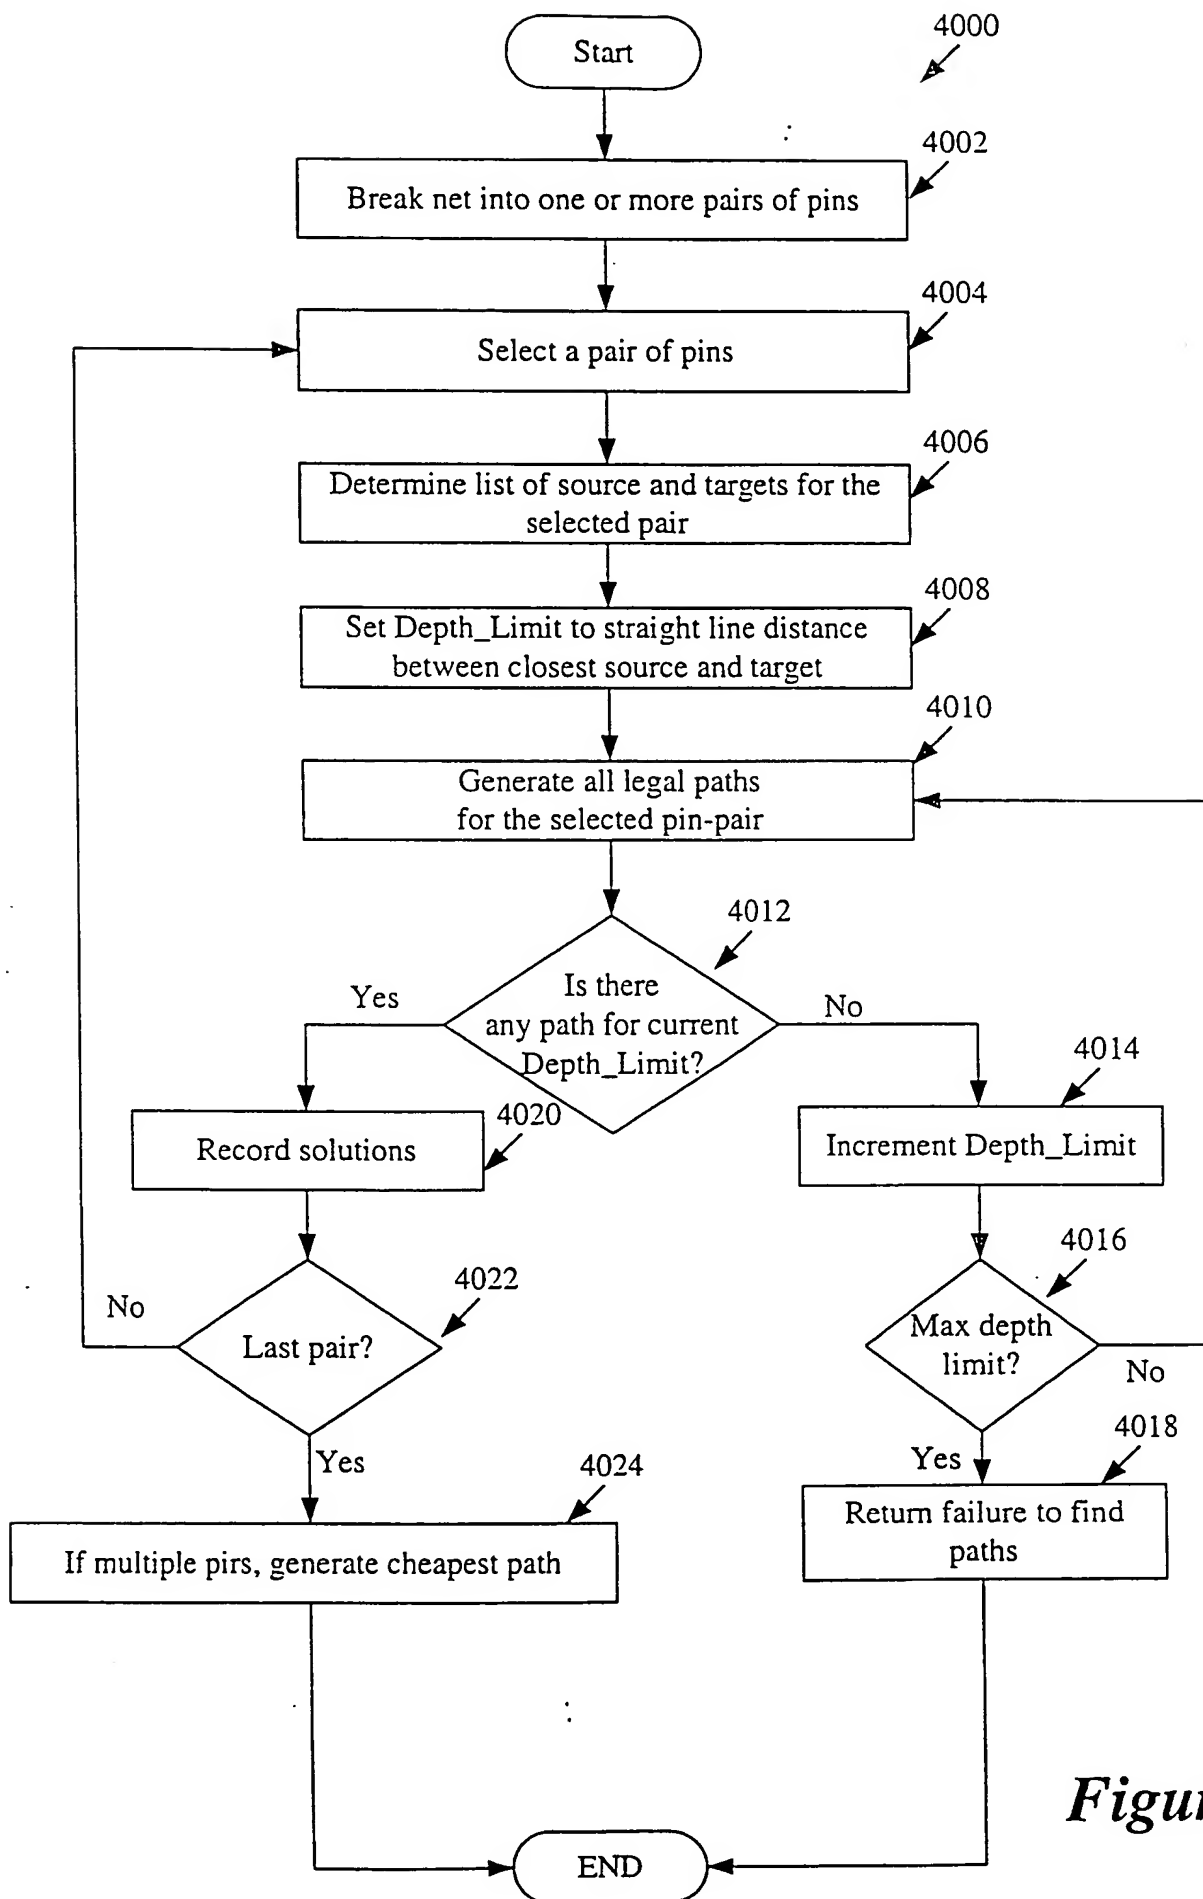 Start
4000
4002
Break net into one or more pairs of pins
4004
Select a pair of pins
4006
Determine list of source and targets for the
selected pair
4008
Set Depth_Limit to straight line distance
between closest source and target
4010
Generate all legal paths
for the selected pin-pair
4012
Is there
any path for current
Depth_Limit?
Yes
No
4014
Increment Depth_Limit
4020
Record solutions
4016
Max depth
limit?
No
4022
Last pair?
No
Yes
4018
Yes
Return failure to find
paths
4024
If multiple pirs, generate cheapest path
END